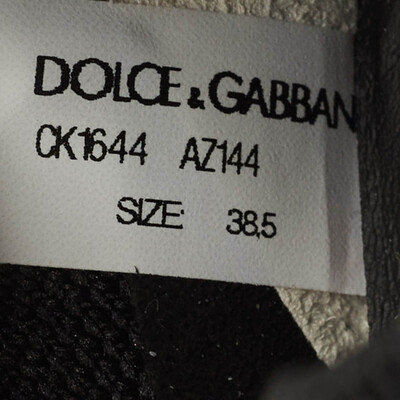 DOLCE & GABBAN
CK1644 AZ144
SIZE: 38,5